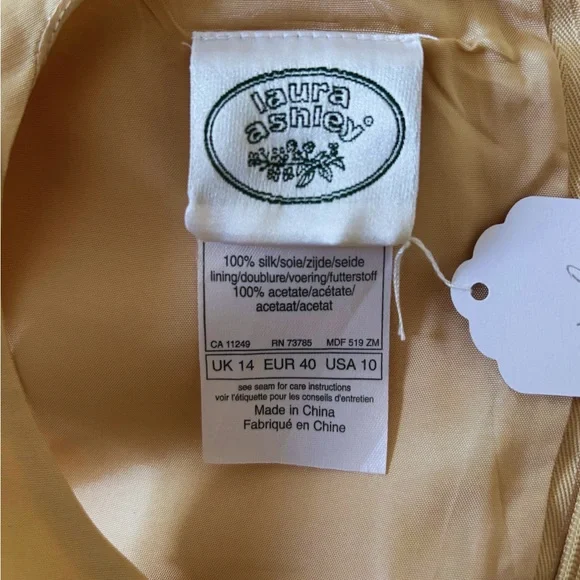 laura
ashley®
100% silk/soie/zijde/seide
lining/doublure/voering/futterstoff
100% acetate/acétate/
acetaat/acetat
CA 11249 RN 73785 MDF 519 ZM
UK 14 EUR 40 USA 10
see seam for care instructions
voir l'étiquette pour les conseils d'entretien
Made in China
Fabriqué en Chine